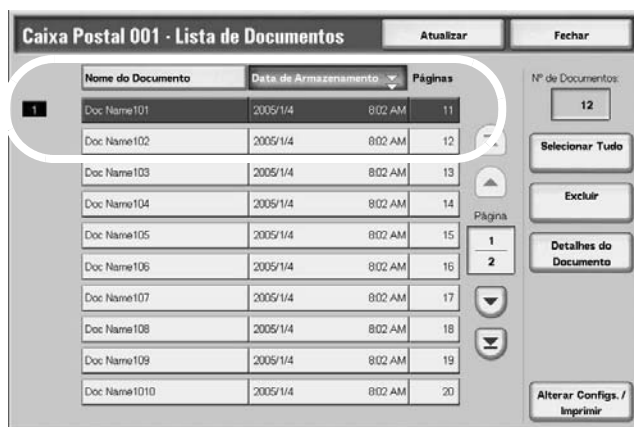 Caixa Postal 001 - Lista de Documentos
Atualizar
Fechar
Nome do Documento
Data de Armazenamento
Páginas
Nº de Documentos:
12
1
Doc Name101 2005/1/4 8:02 AM 11
Doc Name102 2005/1/4 8:02 AM 12
Doc Name103 2005/1/4 8:02 AM 13
Doc Name104 2005/1/4 8:02 AM 14
Doc Name105 2005/1/4 8:02 AM 15
Doc Name106 2005/1/4 8:02 AM 16
Doc Name107 2005/1/4 8:02 AM 17
Doc Name108 2005/1/4 8:02 AM 18
Doc Name109 2005/1/4 8:02 AM 19
Doc Name1010 2005/1/4 8:02 AM 20
Página
1
2
Selecionar Tudo
Excluir
Detalhes do
Documento
Alterar Configs. /
Imprimir